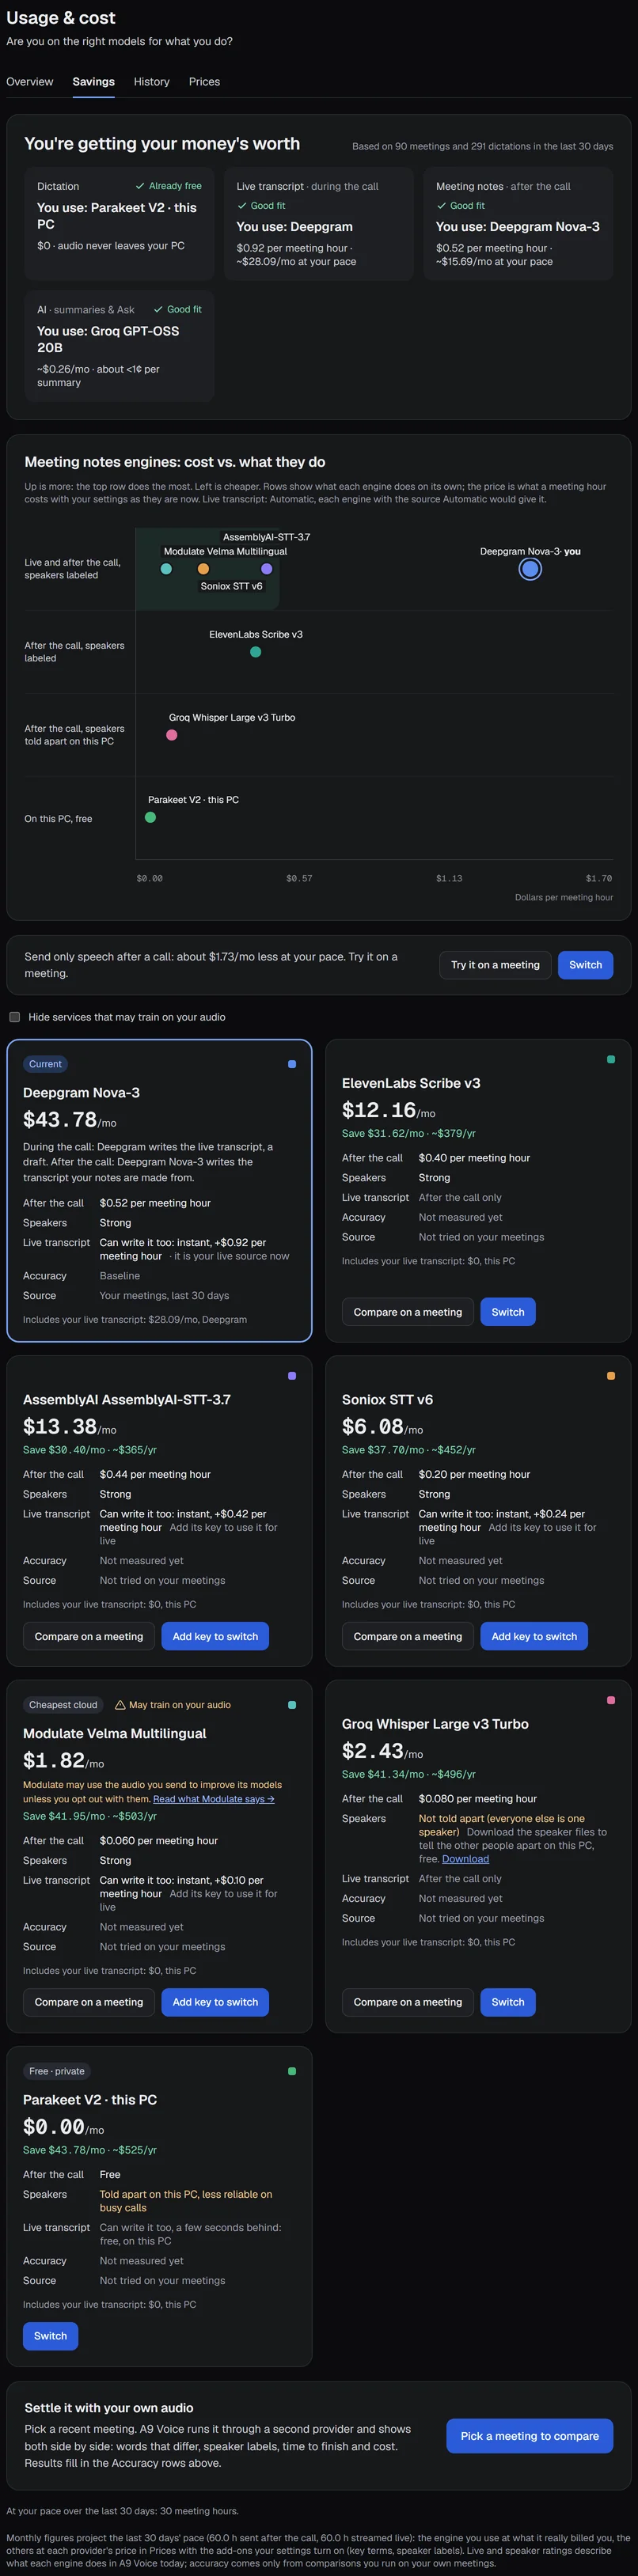 Usage & cost
Are you on the right models for what you do?
Overview Savings History Prices
You're getting your money's worth
Based on 90 meetings and 291 dictations in the last 30 days
Dictation
✓ Already free
You use: Parakeet V2 · this
PC
$0 · audio never leaves your PC
Live transcript · during the call
✓ Good fit
You use: Deepgram
$0.92 per meeting hour ·
~$28.09/mo at your pace
Meeting notes · after the call
✓ Good fit
You use: Deepgram Nova-3
$0.52 per meeting hour ·
~$15.69/mo at your pace
AI · summaries & Ask
✓ Good fit
You use: Groq GPT-OSS
20B
~$0.26/mo · about <1¢ per
summary
Meeting notes engines: cost vs. what they do
Up is more: the top row does the most. Left is cheaper. Rows show what each engine does on its own; the price is what a meeting hour
costs with your settings as they are now. Live transcript: Automatic, each engine with the source Automatic would give it.
Live and after the call,
speakers labeled
AssemblyAI-STT-3.7
Modulate Velma Multilingual
Soniox STT v6
Deepgram Nova-3· you
After the call, speakers
labeled
ElevenLabs Scribe v3
After the call, speakers
told apart on this PC
Groq Whisper Large v3 Turbo
On this PC, free
Parakeet V2 · this PC
$0.00 $0.57 $1.13 $1.70
Dollars per meeting hour
Send only speech after a call: about $1.73/mo less at your pace. Try it on a
meeting.
Try it on a meeting
Switch
Hide services that may train on your audio
Current
Deepgram Nova-3
$43.78/mo
During the call: Deepgram writes the live transcript, a
draft. After the call: Deepgram Nova-3 writes the
transcript your notes are made from.
After the call $0.52 per meeting hour
Speakers Strong
Live transcript Can write it too: instant, +$0.92 per
meeting hour · it is your live source now
Accuracy Baseline
Source Your meetings, last 30 days
Includes your live transcript: $28.09/mo, Deepgram
ElevenLabs Scribe v3
$12.16/mo
Save $31.62/mo · ~$379/yr
After the call $0.40 per meeting hour
Speakers Strong
Live transcript After the call only
Accuracy Not measured yet
Source Not tried on your meetings
Includes your live transcript: $0, this PC
Compare on a meeting
Switch
AssemblyAI AssemblyAI-STT-3.7
$13.38/mo
Save $30.40/mo · ~$365/yr
After the call $0.44 per meeting hour
Speakers Strong
Live transcript Can write it too: instant, +$0.42 per
meeting hour Add its key to use it for
live
Accuracy Not measured yet
Source Not tried on your meetings
Includes your live transcript: $0, this PC
Compare on a meeting
Add key to switch
Soniox STT v6
$6.08/mo
Save $37.70/mo · ~$452/yr
After the call $0.20 per meeting hour
Speakers Strong
Live transcript Can write it too: instant, +$0.24 per
meeting hour Add its key to use it for
live
Accuracy Not measured yet
Source Not tried on your meetings
Includes your live transcript: $0, this PC
Compare on a meeting
Add key to switch
Cheapest cloud
May train on your audio
Modulate Velma Multilingual
$1.82/mo
Modulate may use the audio you send to improve its models
unless you opt out with them. Read what Modulate says →
Save $41.95/mo · ~$503/yr
After the call $0.060 per meeting hour
Speakers Strong
Live transcript Can write it too: instant, +$0.10 per
meeting hour Add its key to use it for
live
Accuracy Not measured yet
Source Not tried on your meetings
Includes your live transcript: $0, this PC
Compare on a meeting
Add key to switch
Groq Whisper Large v3 Turbo
$2.43/mo
Save $41.34/mo · ~$496/yr
After the call $0.080 per meeting hour
Speakers Not told apart (everyone else is one
speaker) Download the speaker files to
tell the other people apart on this PC,
free. Download
Live transcript After the call only
Accuracy Not measured yet
Source Not tried on your meetings
Includes your live transcript: $0, this PC
Compare on a meeting
Switch
Free · private
Parakeet V2 · this PC
$0.00/mo
Save $43.78/mo · ~$525/yr
After the call Free
Speakers Told apart on this PC, less reliable on
busy calls
Live transcript Can write it too, a few seconds behind:
free, on this PC
Accuracy Not measured yet
Source Not tried on your meetings
Includes your live transcript: $0, this PC
Switch
Settle it with your own audio
Pick a recent meeting. A9 Voice runs it through a second provider and shows
both side by side: words that differ, speaker labels, time to finish and cost.
Results fill in the Accuracy rows above.
Pick a meeting to compare
At your pace over the last 30 days: 30 meeting hours.
Monthly figures project the last 30 days' pace (60.0 h sent after the call, 60.0 h streamed live): the engine you use at what it really billed you, the
others at each provider's price in Prices with the add-ons your settings turn on (key terms, speaker labels). Live and speaker ratings describe
what each engine does in A9 Voice today; accuracy comes only from comparisons you run on your own meetings.